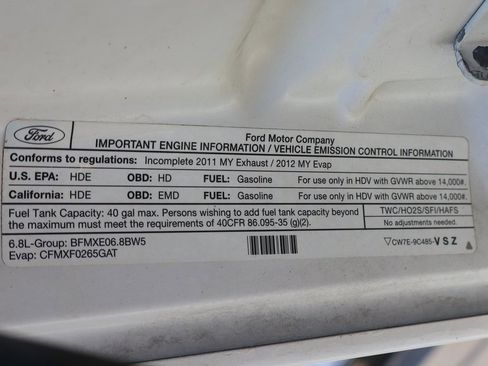 Ford
Ford Motor Company
IMPORTANT ENGINE INFORMATION / VEHICLE EMISSION CONTROL INFORMATION
Conforms to regulations: Incomplete 2011 MY Exhaust / 2012 MY Evap
U.S. EPA: HDE OBD: HD FUEL: Gasoline For use only in HDV with GVWR above 14,000#.
California: HDE OBD: EMD FUEL: Gasoline For use only in HDV with GVWR above 14,000#.
Fuel Tank Capacity: 40 gal max. Persons wishing to add fuel tank capacity beyond
the maximum must meet the requirements of 40CFR 86.095-35 (g)(2).
TWC/HO2S/SFI/HAFS
No adjustments needed.
6.8L-Group: BFMXE06.8BW5
Evap: CFMXF0265GAT
CW7E-9C485-VSZ